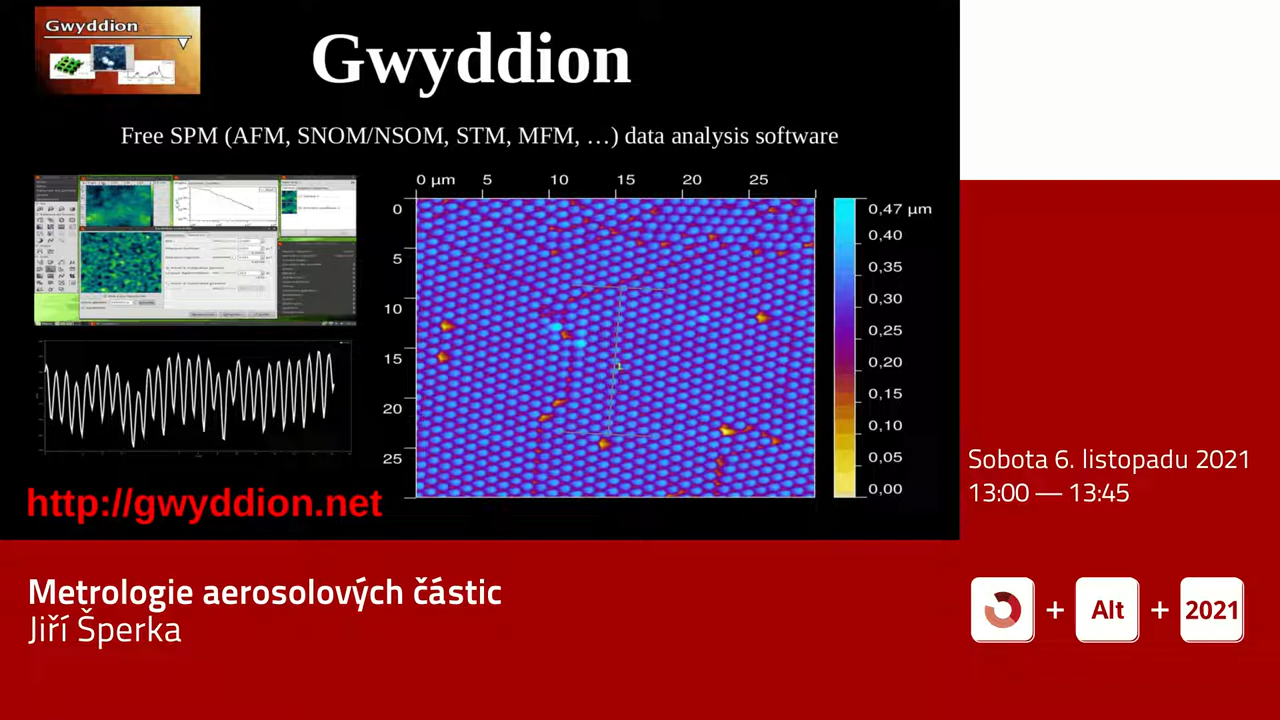 Gwyddion
Gwyddion
Free SPM (AFM, SNOM/NSOM, STM, MFM, …) data analysis software
0 µm 5 10 15 20 25
0
5
10
15
20
25
1
0,47 µm
0,40
0,35
0,30
0,25
0,20
0,15
0,10
0,05
0,00
http://gwyddion.net
Sobota 6. listopadu 2021
13:00 — 13:45
Metrologie aerosolových částic
Jiří Šperka
+ Alt + 2021